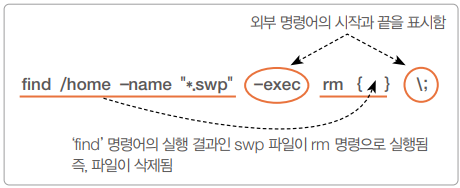 외부 명령어의 시작과 끝을 표시함
find /home –name "*.swp" –exec rm { } \;
‘find’ 명령어의 실행 결과인 swp 파일이 rm 명령으로 실행됨
즉, 파일이 삭제됨